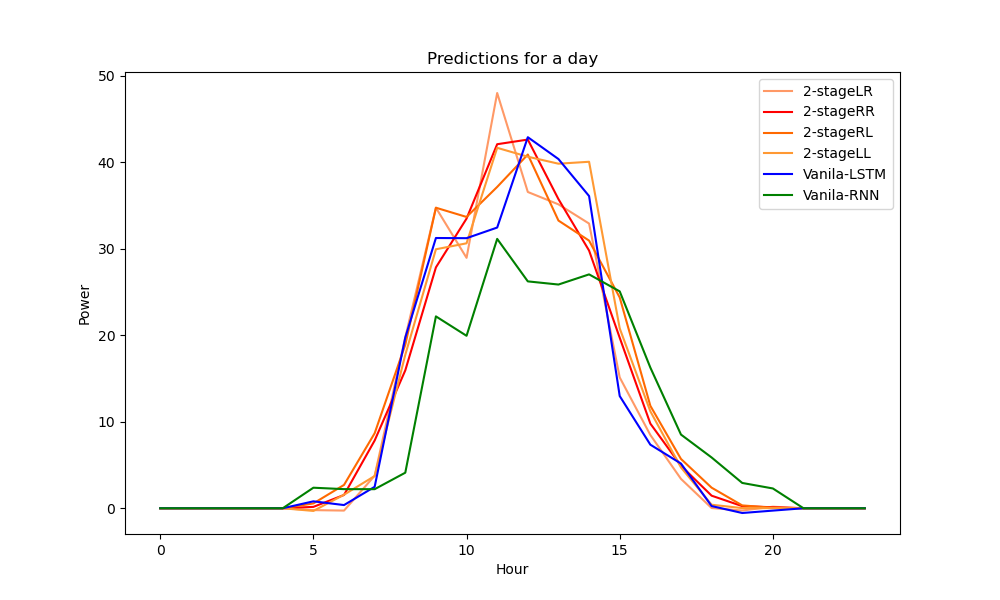 Predictions for a day
50
40
30
20
10
0
Power
0 5 10 15 20
Hour
2-stageLR
2-stageRR
2-stageRL
2-stageLL
Vanila-LSTM
Vanila-RNN